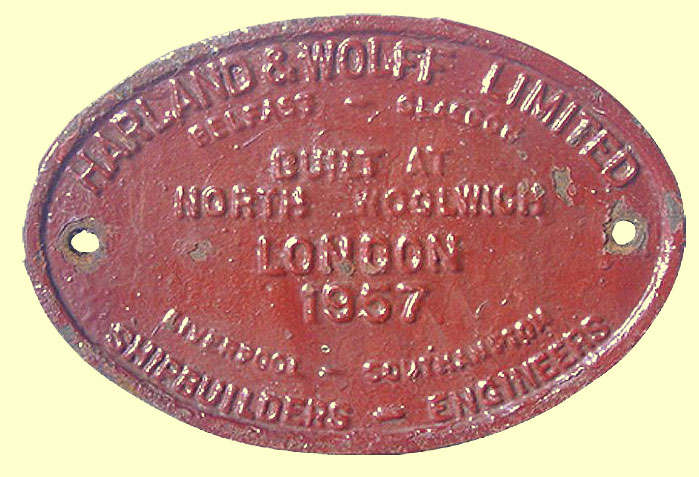 HARLAND & WOLFF LIMITED
BELFAST – GLASGOW
BUILT AT
NORTH WOOLWICH
LONDON
1957
LIVERPOOL – SOUTHAMPTON
SHIPBUILDERS – ENGINEERS